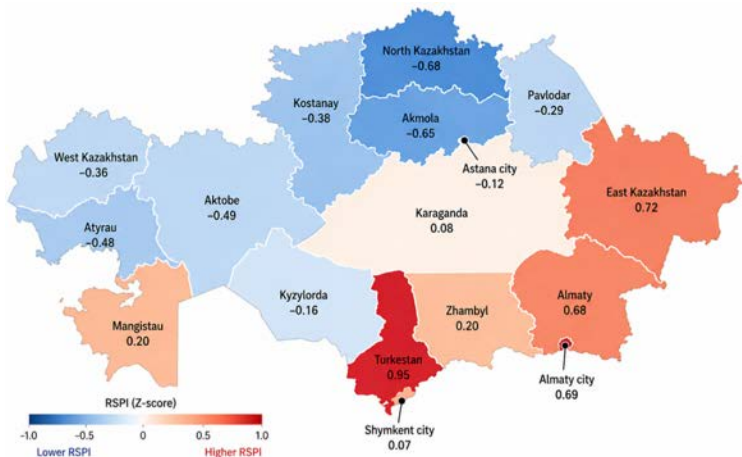 North Kazakhstan
−0.68
Pavlodar
−0.29
Kostanay
−0.38
Akmola
−0.65
West Kazakhstan
−0.36
Astana city
−0.12
East Kazakhstan
0.72
Aktobe
−0.49
Karaganda
0.08
Atyrau
−0.48
Kyzylorda
−0.16
Zhambyl
0.20
Almaty
0.68
Mangistau
0.20
Turkestan
0.95
Almaty city
0.69
Shymkent city
0.07
RSPI (Z-score)
-1.0 -0.5 0 0.5 1.0
Lower RSPI Higher RSPI